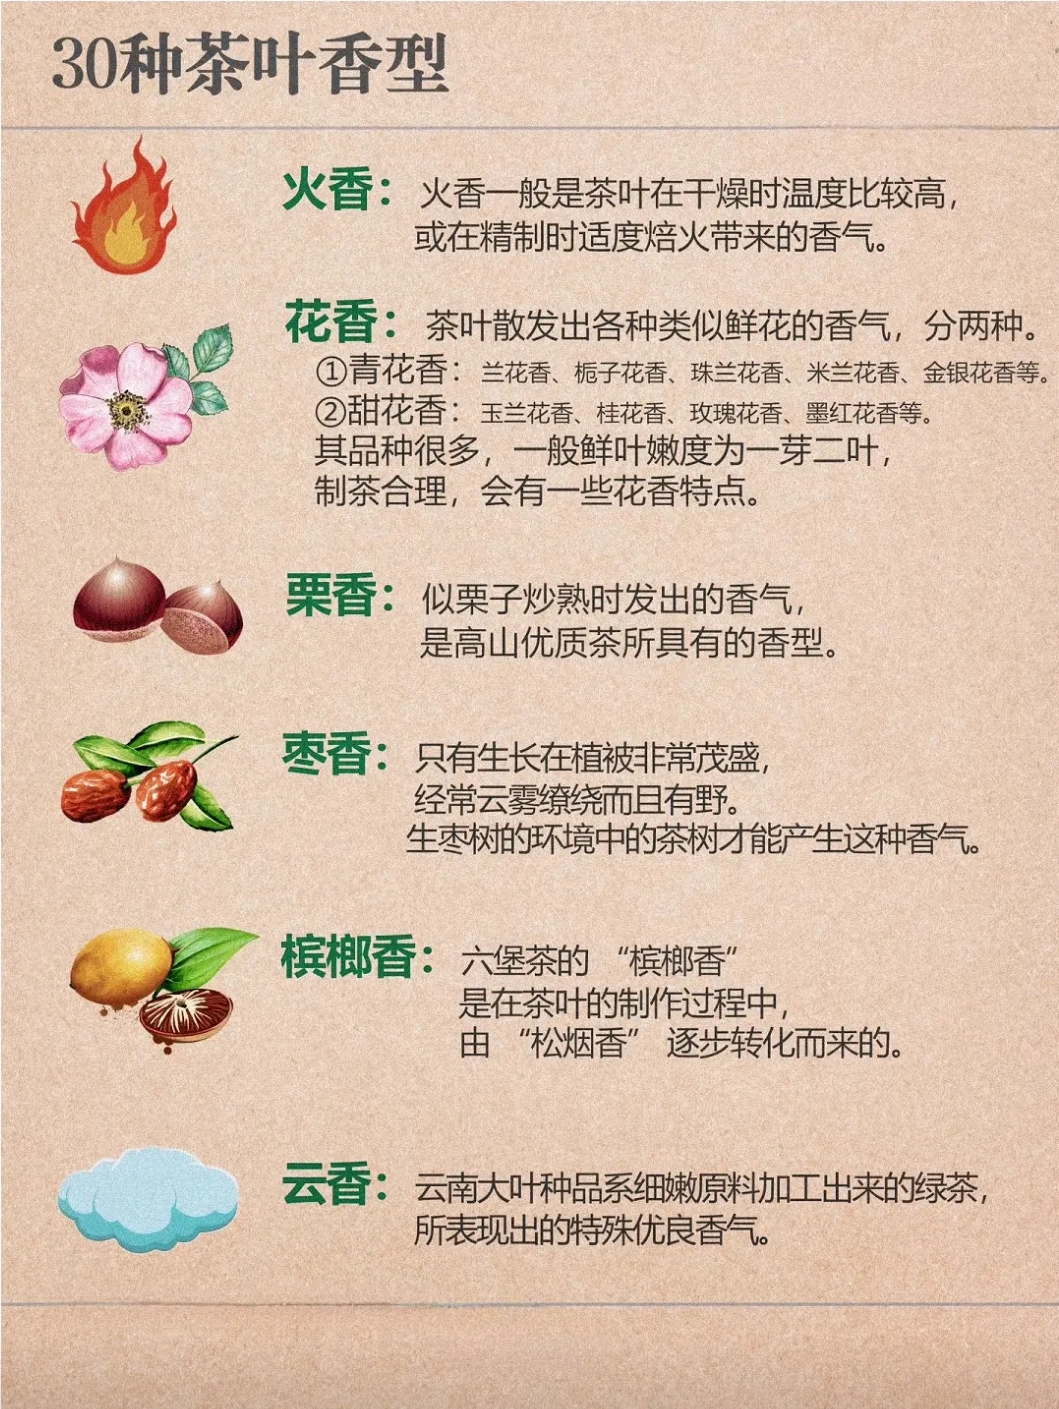 30种茶叶香型
火香：火香一般是茶叶在干燥时温度比较高，
或在精制时适度焙火带来的香气。
花香：茶叶散发出各种类似鲜花的香气，分两种。
①青花香：兰花香、栀子花香、珠兰花香、米兰花香、金银花香等。
②甜花香：玉兰花香、桂花香、玫瑰花香、墨红花香等。
其品种很多，一般鲜叶嫩度为一芽二叶，
制茶合理，会有一些花香特点。
栗香：似栗子炒熟时发出的香气，
是高山优质茶所具有的香型。
枣香：只有生长在植被非常茂盛，
经常云雾缭绕而且有野。
生枣树的环境中的茶树才能产生这种香气。
槟榔香：六堡茶的 “槟榔香”
是在茶叶的制作过程中，
由 “松烟香” 逐步转化而来的。
云香：云南大叶种品系细嫩原料加工出来的绿茶，
所表现出的特殊优良香气。